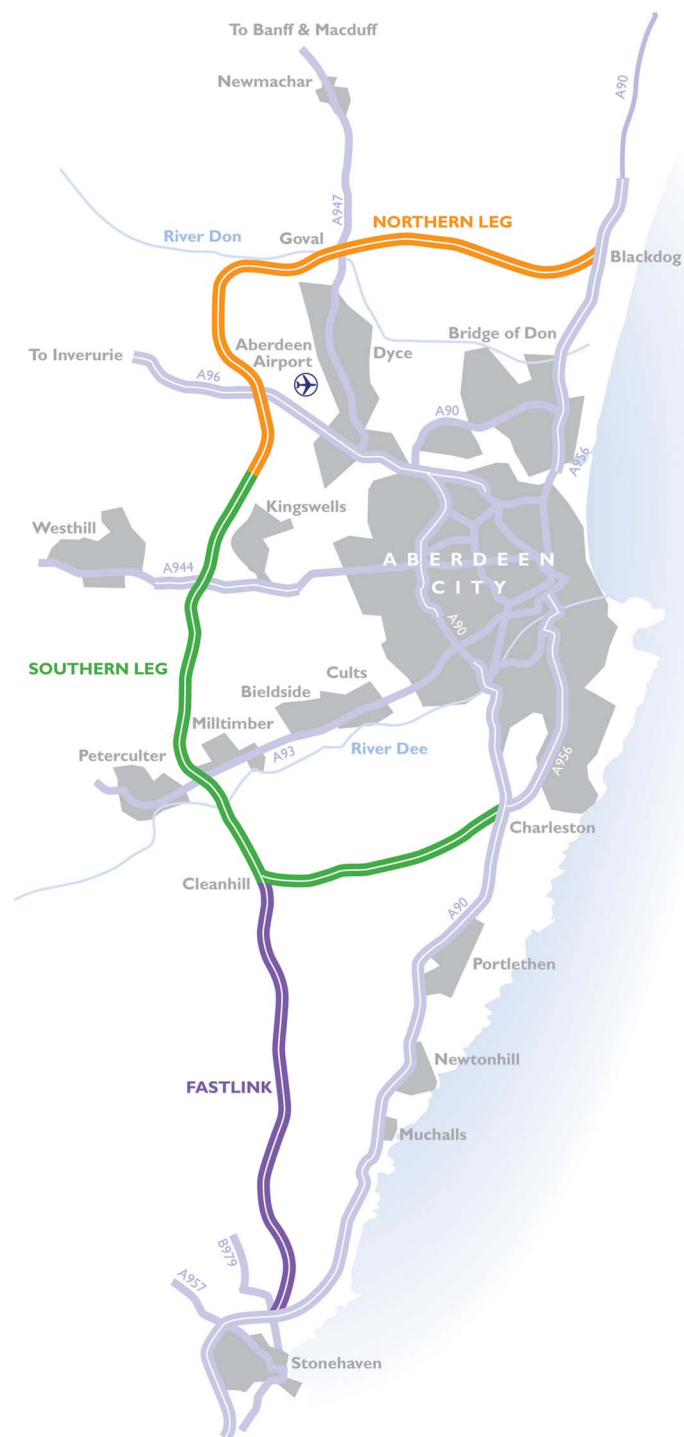 To Banff & Macduff
Newmachar
A90
A947
NORTHERN LEG
River Don
Goval
Blackdog
Bridge of Don
Aberdeen
Airport
Dyce
To Inverurie
A96
A90
A956
Kingswells
Westhill
A944
ABERDEEN
CITY
A90
SOUTHERN LEG
Cults
Bieldside
Milltimber
A93
River Dee
Peterculter
A956
Charleston
Cleanhill
A90
Portlethen
Newtonhill
FASTLINK
Muchalls
B979
A957
Stonehaven